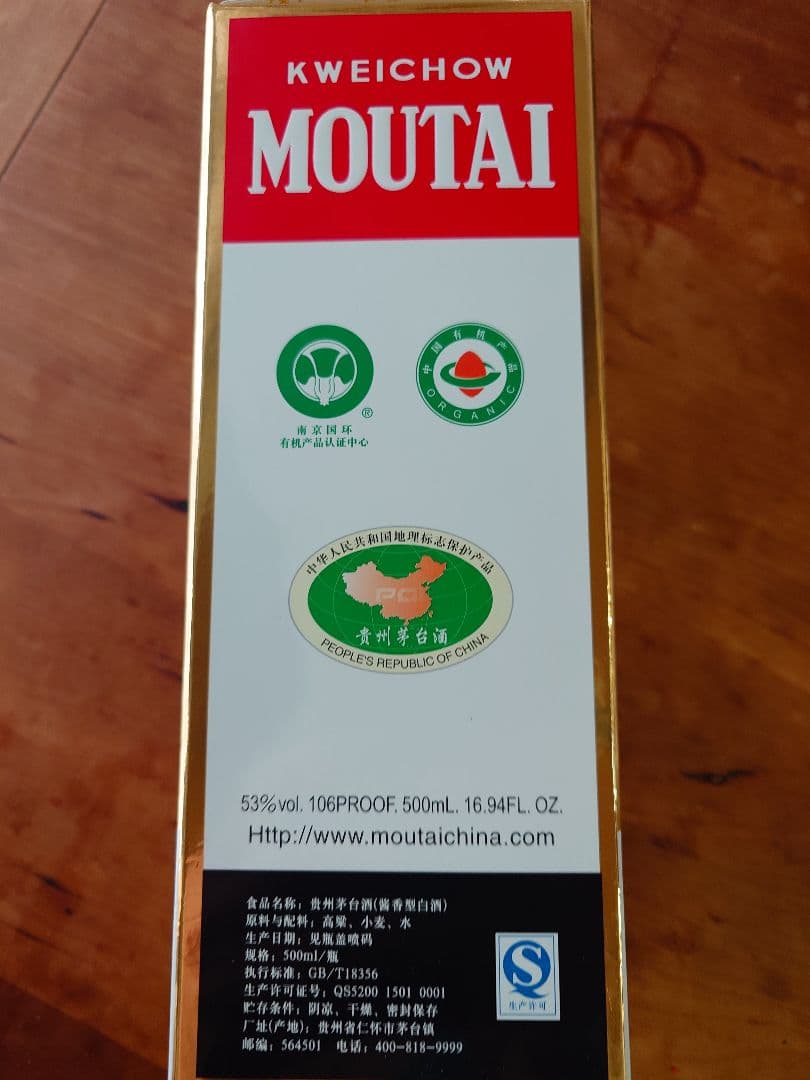 KWEICHOW
MOUTAI
®
南京国环
有机产品认证中心
中国有机产品
ORGANIC
中华人民共和国地理标志保护产品
PG
贵州茅台酒
PEOPLE'S REPUBLIC OF CHINA
53%vol. 106PROOF. 500mL. 16.94FL. OZ.
Http://www.moutaichina.com
食品名称：贵州茅台酒(酱香型白酒)
原料与配料：高粱、小麦、水
生产日期：见瓶盖喷码
规格：500ml/瓶
执行标准：GB/T18356
生产许可证号：QS5200 1501 0001
贮存条件：阴凉、干燥、密封保存
厂址(产地)：贵州省仁怀市茅台镇
邮编：564501 电话：400-818-9999
生产许可